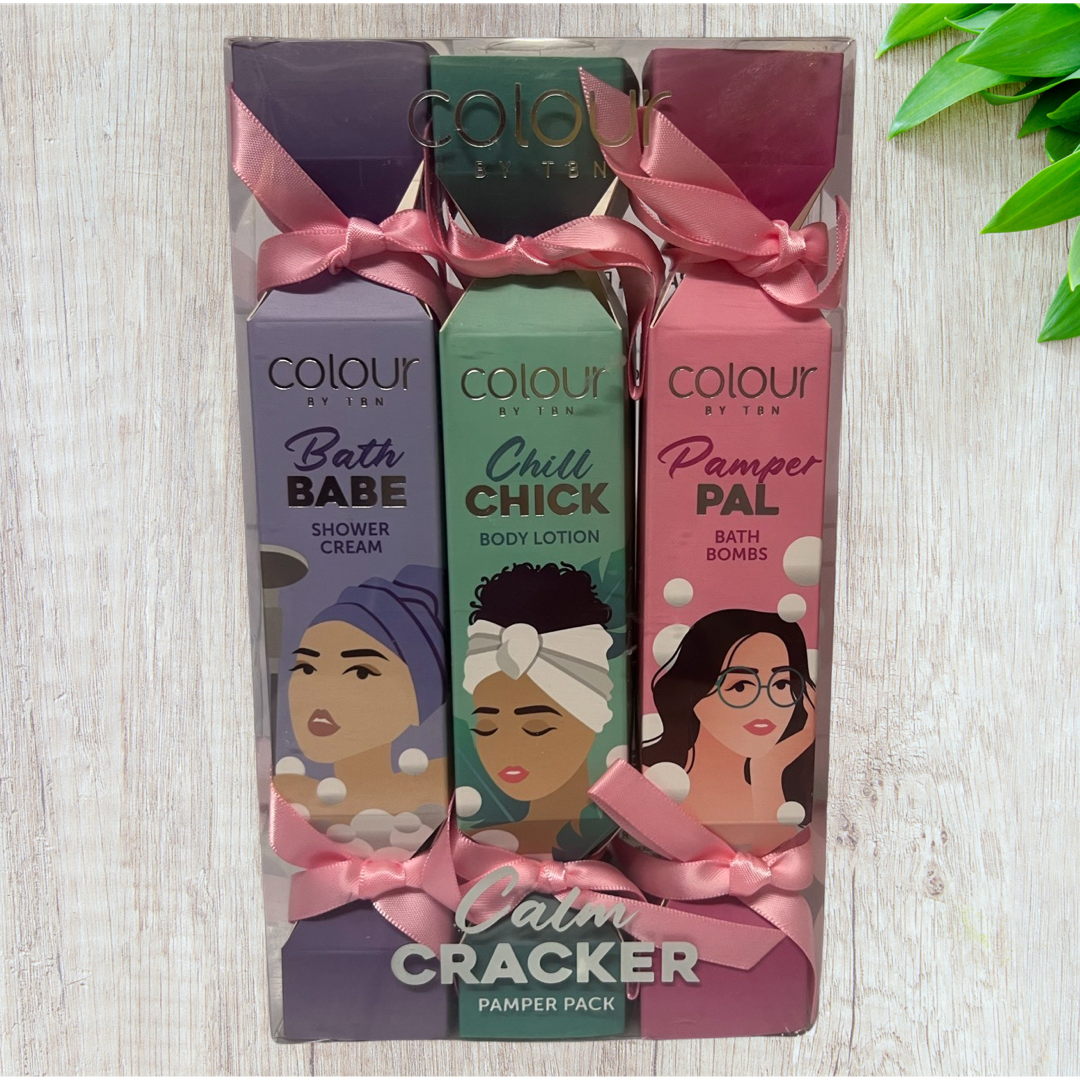 colour
BY TBN
colour
BY TBN
Bath
BABE
SHOWER
CREAM
colour
BY TBN
Chill
CHICK
BODY LOTION
colour
BY TBN
Pamper
PAL
BATH
BOMBS
Calm
CRACKER
PAMPER PACK